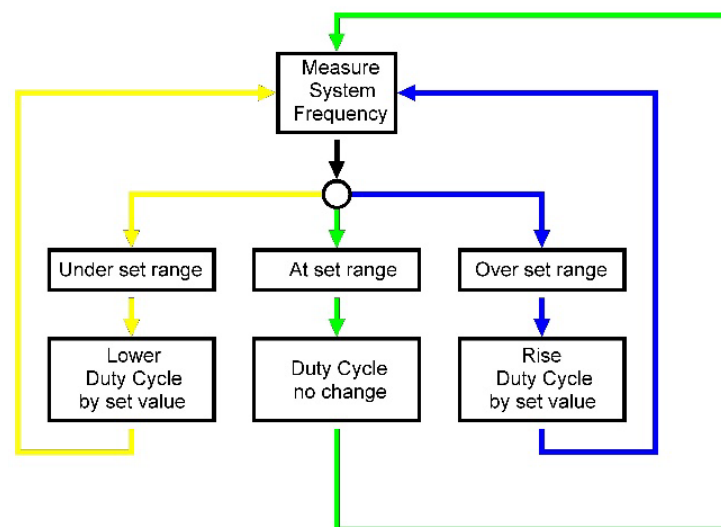 Measure
System
Frequency
Under set range
At set range
Over set range
Lower
Duty Cycle
by set value
Duty Cycle
no change
Rise
Duty Cycle
by set value